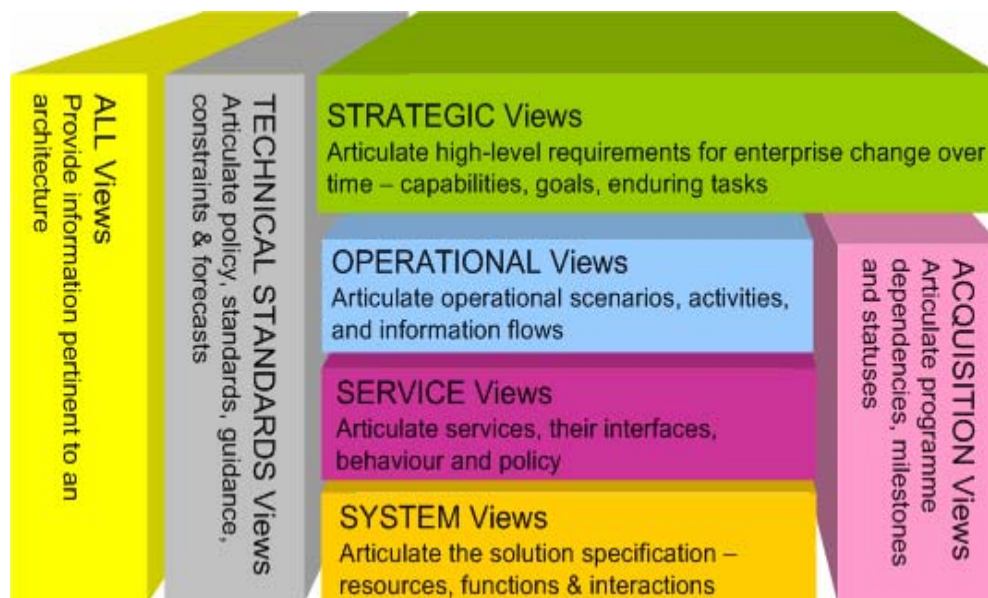 ALL Views
Provide information pertinent to an
architecture
TECHNICAL STANDARDS Views
Articulate policy, standards, guidance,
constraints & forecasts
STRATEGIC Views
Articulate high-level requirements for enterprise change over
time – capabilities, goals, enduring tasks
OPERATIONAL Views
Articulate operational scenarios, activities,
and information flows
SERVICE Views
Articulate services, their interfaces,
behaviour and policy
SYSTEM Views
Articulate the solution specification –
resources, functions & interactions
ACQUISITION Views
Articulate programme
dependencies, milestones
and statuses